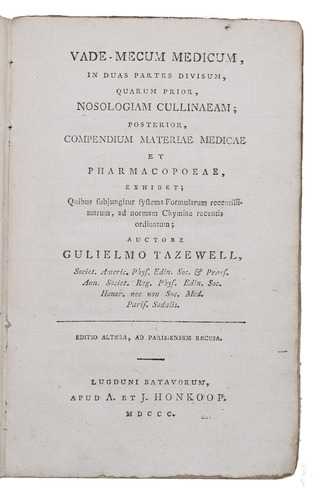 VADE-MECUM MEDICUM,
IN DUAS PARTES DIVISUM,
QUARUM PRIOR,
NOSOLOGIAM CULLINAEAM;
POSTERIOR,
COMPENDIUM MATERIAE MEDICAE
ET
PHARMACOPOEAE,
EXHIBET;
Quibus subjungitur ſyſtema Formularum recentiſſi-
marum, ad normam Chymiae recentis
ordinatum;
AUCTORE
GULIELMO TAZEWELL,
Societ. Americ. Phyſ. Edin. Soc. & Praeſ.
Ann. Societ. Reg. Phyſ. Edin. Soc.
Honor. nec non Soc. Med.
Pariſ. Sodalis.
EDITIO ALTERA, AD PARISIENSEM RECUSA.
LUGDUNI BATAVORUM,
APUD A. ET J. HONKOOP.
MDCCC.